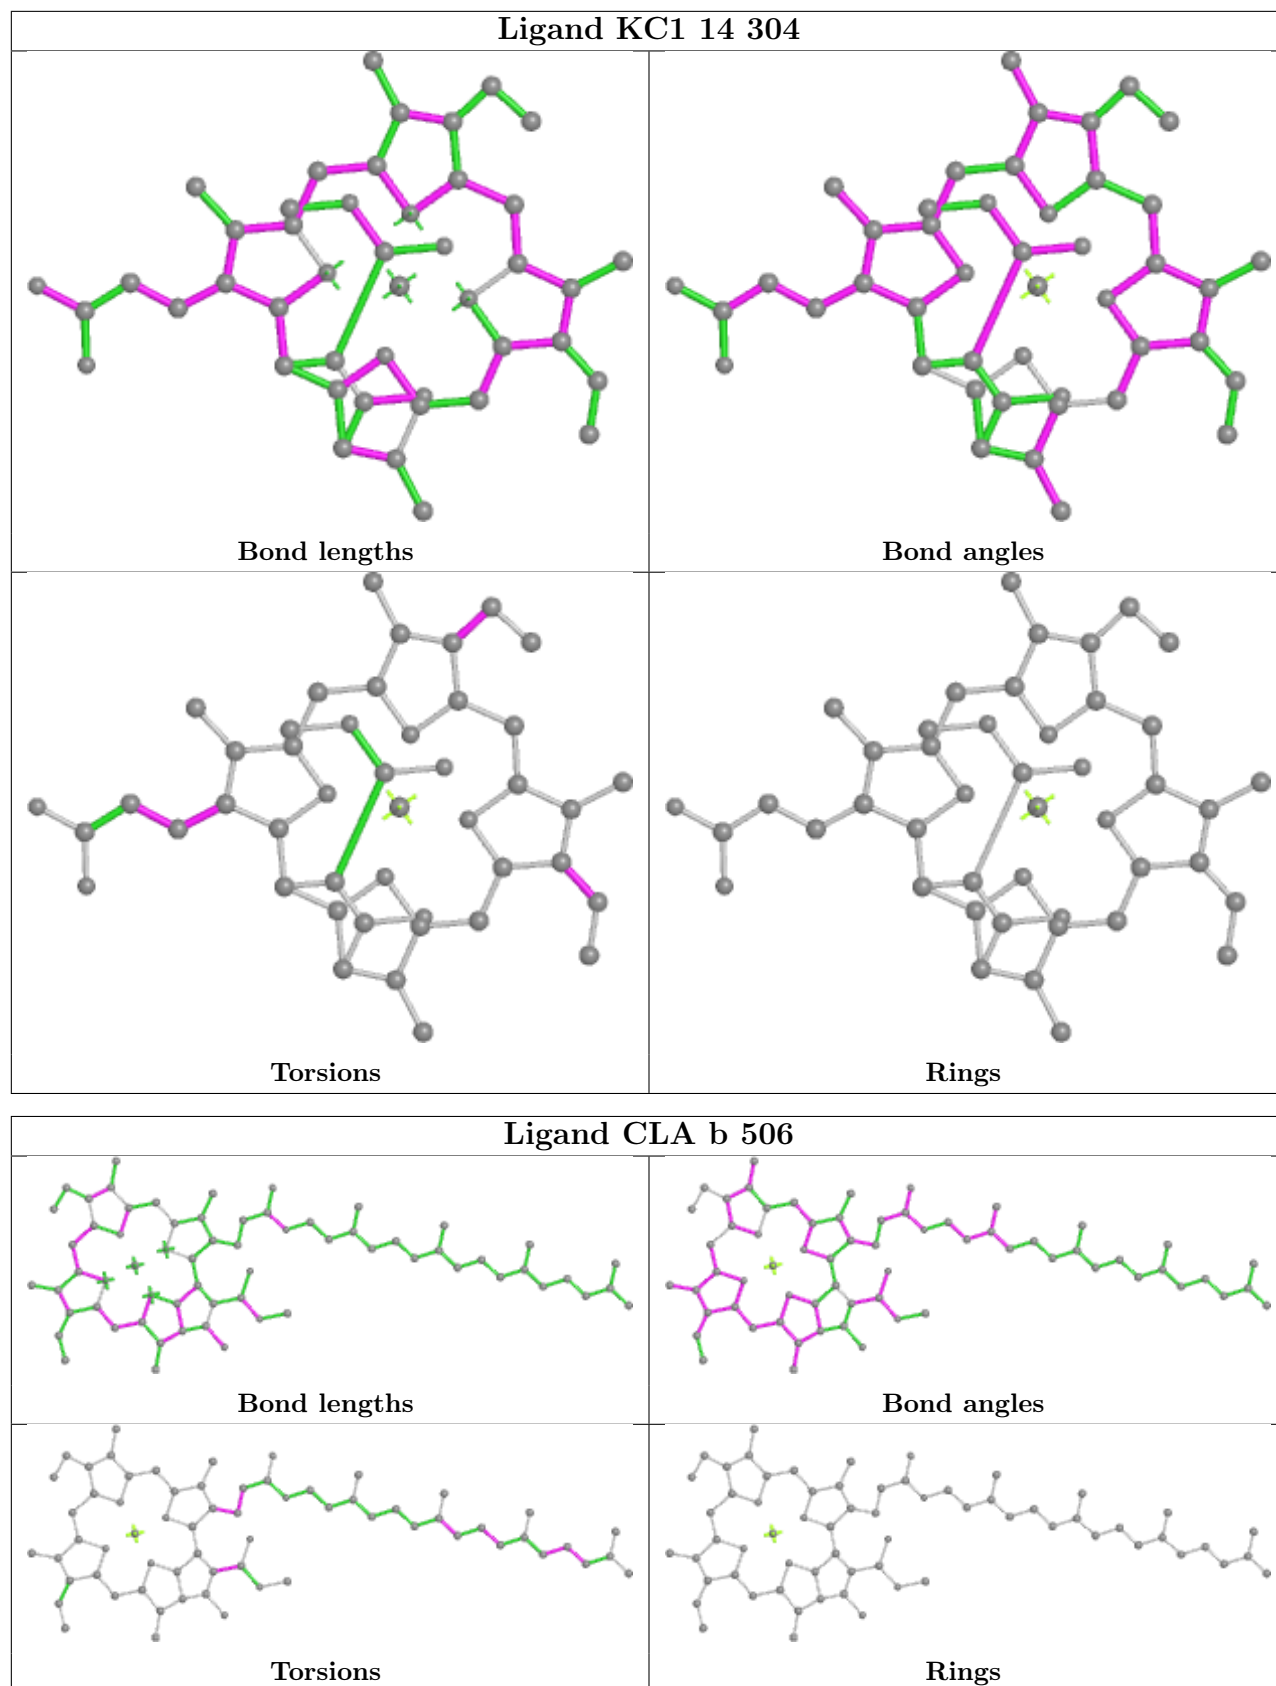 Ligand KC1 14 304
Bond lengths
Bond angles
Torsions
Rings
Ligand CLA b 506
Bond lengths
Bond angles
Torsions
Rings